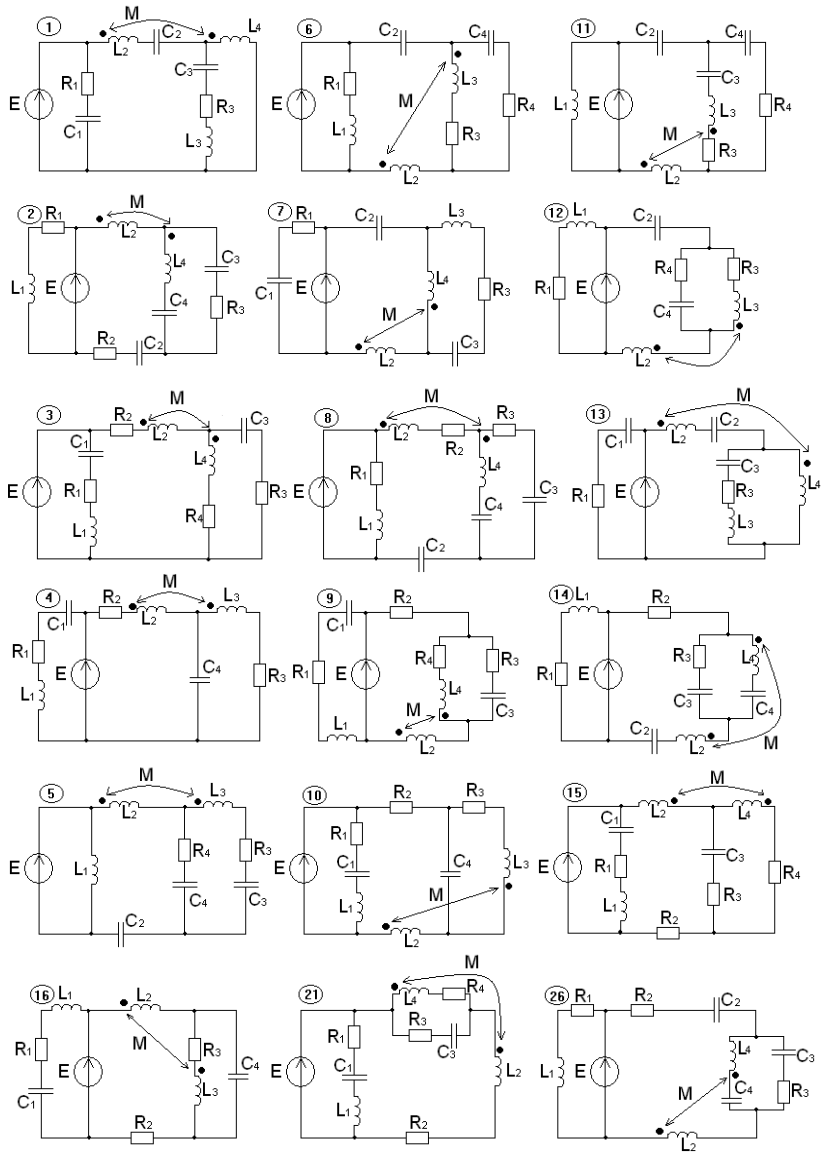 1 M L2 C2 L4 E R1 C1 C3 R3 L3
6 C2 C4 E R1 L1 M L3 R3 R4 L2
11 C2 C4 L1 E C3 L3 M R3 R4 L2
2 R1 M L2 L1 E L4 C4 C3 R3 R2 C2
7 R1 C2 L3 C1 E L4 M R3 L2 C3
12 L1 C2 R1 E R4 C4 R3 L3 L2
3 R2 M L2 C3 E C1 R1 L1 L4 R4 R3
8 M L2 R2 R3 E R1 L1 L4 C4 C3 C2
13 C1 M L2 C2 R1 E C3 R3 L3 L4
4 C1 R2 M L2 L3 R1 L1 E C4 R3
9 C1 R2 R1 E R4 L4 R3 C3 L1 M L2
14 L1 R2 R1 E R3 C3 L4 C4 C2 L2 M
5 M L2 L3 E L1 R4 C4 R3 C3 C2
10 R2 R3 E R1 C1 L1 C4 L3 M L2
15 L2 M L4 E C1 R1 L1 C3 R3 R4 R2
16 L1 L2 R1 C1 E M R3 L3 C4 R2
21 M L4 R4 R3 C3 E R1 C1 L1 L2 R2
26 R1 R2 C2 L1 E L4 C4 M C3 R3 L2